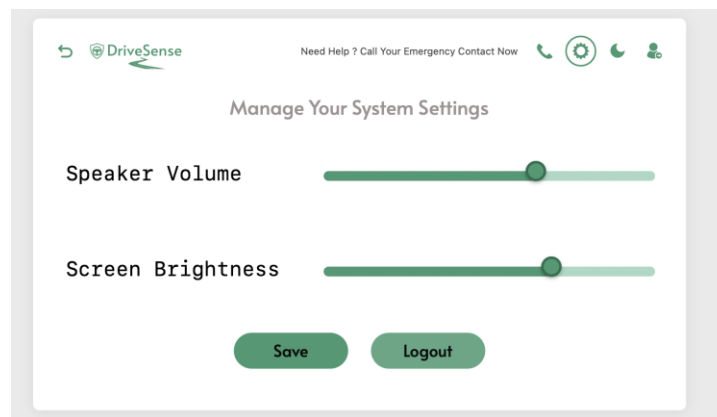 DriveSense
Need Help ? Call Your Emergency Contact Now
Manage Your System Settings
Speaker Volume
Screen Brightness
Save
Logout